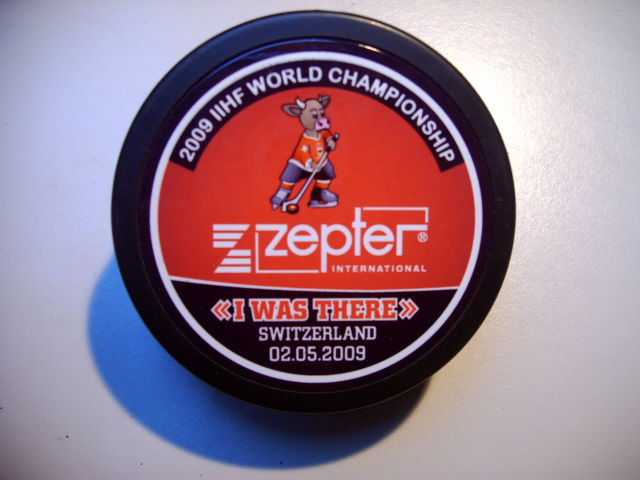 2009 IIHF WORLD CHAMPIONSHIP
zepter®
INTERNATIONAL
«I WAS THERE»
SWITZERLAND
02.05.2009